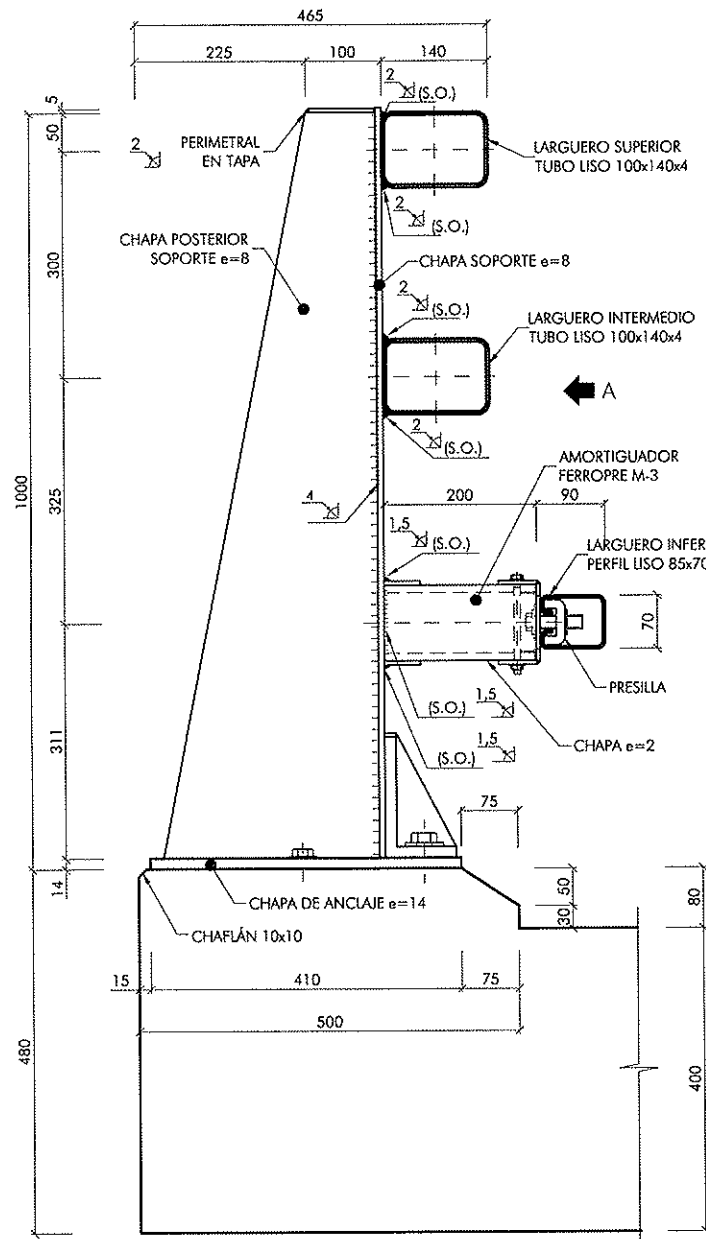 465
225 100 140
5
50
300
325
311
14
1000
480
2
2
(S.O.)
PERIMETRAL
EN TAPA
LARGUERO SUPERIOR
TUBO LISO 100x140x4
2
(S.O.)
CHAPA POSTERIOR
SOPORTE e=8
CHAPA SOPORTE e=8
2
(S.O.)
LARGUERO INTERMEDIO
TUBO LISO 100x140x4
A
2
(S.O.)
AMORTIGUADOR
FERROPRE M-3
4
200 90
1,5
(S.O.)
LARGUERO INFER
PERFIL LISO 85x70
70
PRESILLA
(S.O.)
1,5
(S.O.)
1,5
CHAPA e=2
75
CHAPA DE ANCLAJE e=14
CHAFLÁN 10x10
50
30
80
15 410 75
500
400